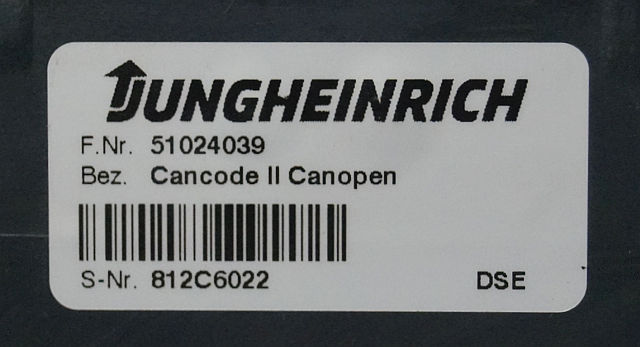 JUNGHEINRICH
F.Nr. 51024039
Bez. Cancode II Canopen
S-Nr. 812C6022 DSE